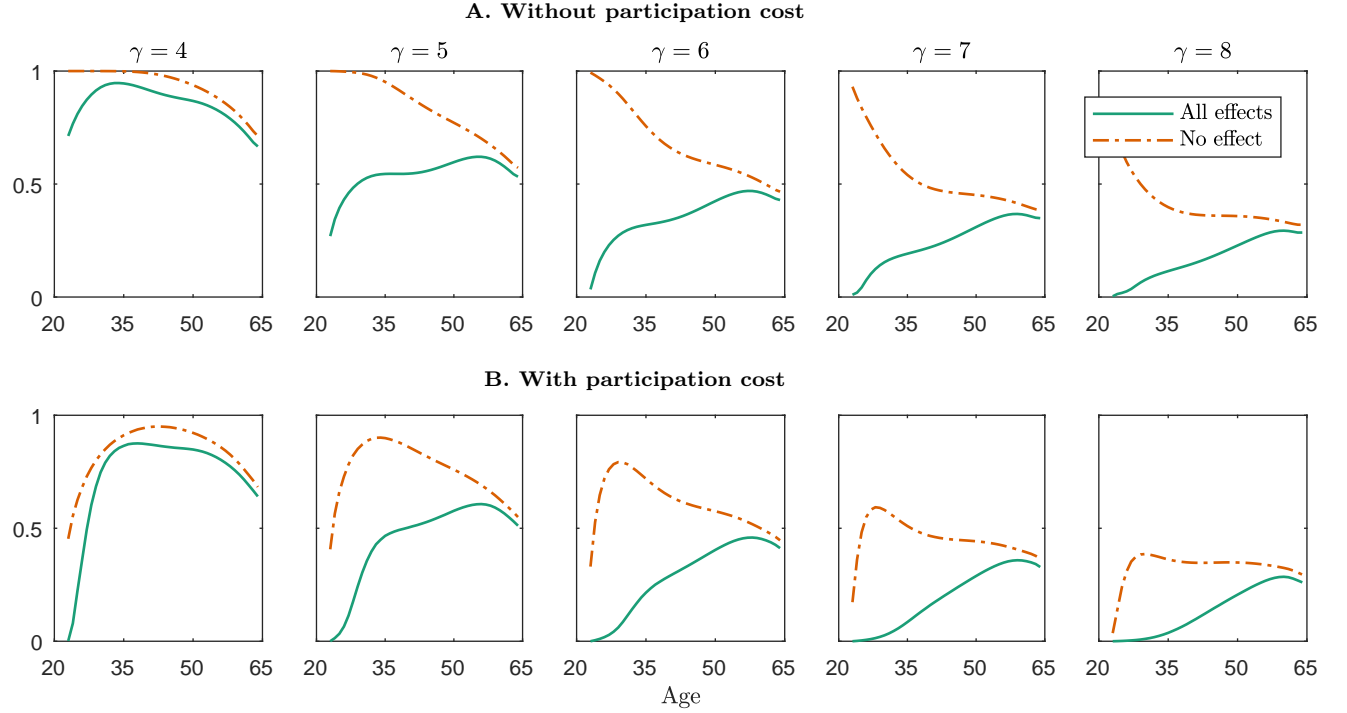 A. Without participation cost
γ = 4 γ = 5 γ = 6 γ = 7 γ = 8
1
0.5
0
All effects
No effect
20 35 50 65 20 35 50 65 20 35 50 65 20 35 50 65 20 35 50 65
B. With participation cost
1
0.5
0
20 35 50 65 20 35 50 65 20 35 50 65 20 35 50 65 20 35 50 65
Age